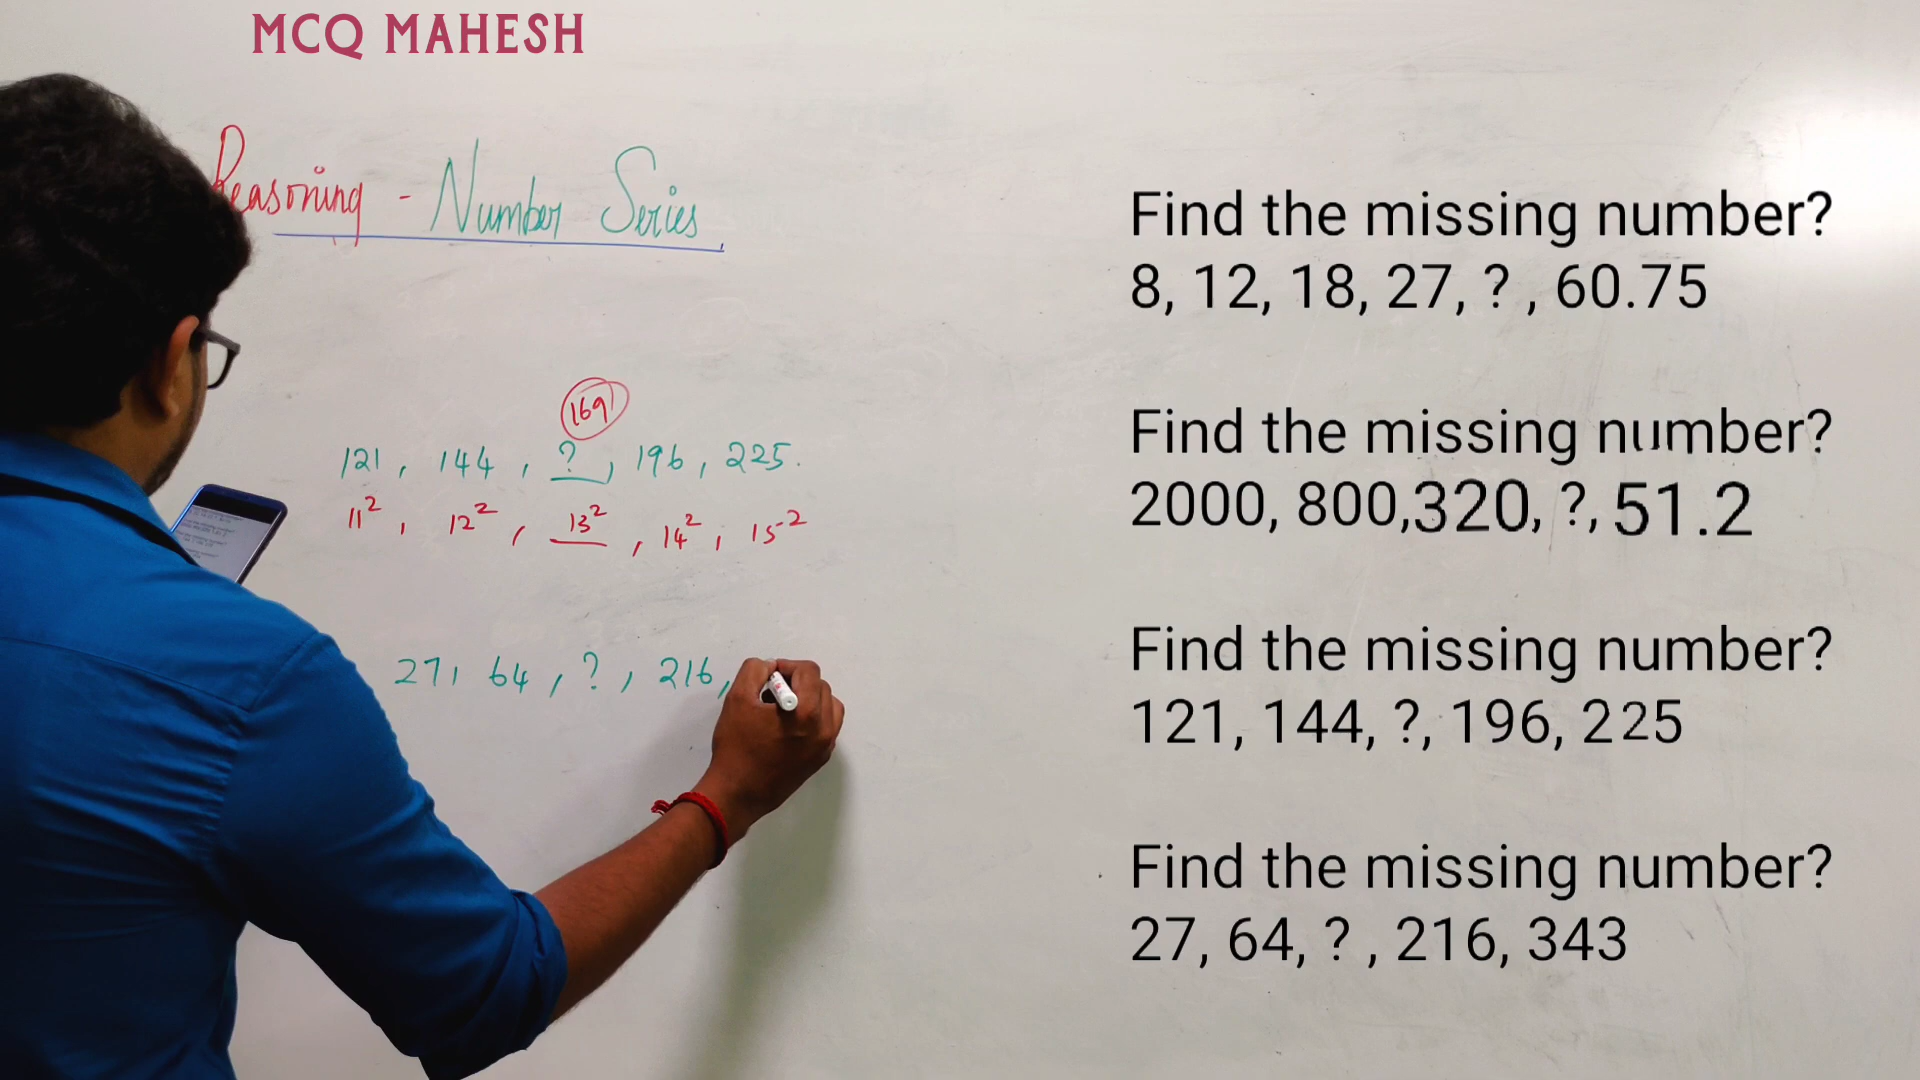 MCQ MAHESH
Reasoning - Number Series
169
121, 144, ?, 196, 225.
11², 12², 13², 14², 15²
27, 64, ?, 216,
Find the missing number?
8, 12, 18, 27, ? , 60.75
Find the missing number?
2000, 800,320, ?, 51.2
Find the missing number?
121, 144, ?, 196, 225
Find the missing number?
27, 64, ? , 216, 343